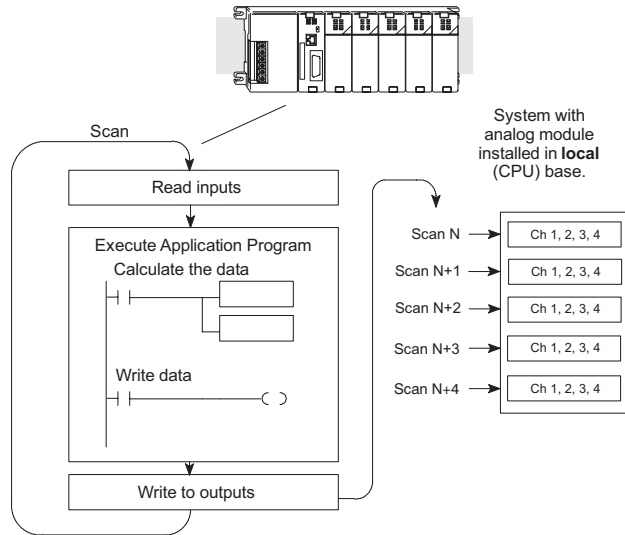 System with
analog module
installed in local
(CPU) base.
Scan
Read inputs
Execute Application Program
Calculate the data
Write data
Write to outputs
Scan N
Ch 1, 2, 3, 4
Scan N+1
Ch 1, 2, 3, 4
Scan N+2
Ch 1, 2, 3, 4
Scan N+3
Ch 1, 2, 3, 4
Scan N+4
Ch 1, 2, 3, 4